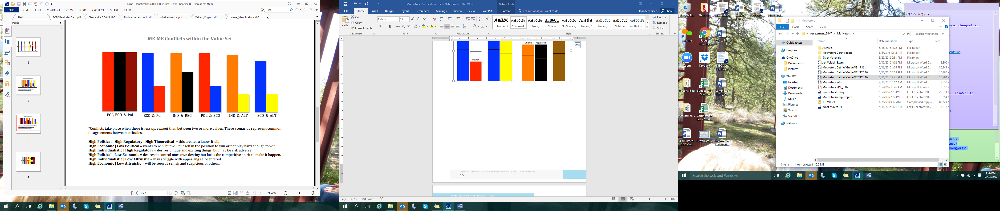 Value_Identifications (00000002).pdf - Foxit PhantomPDF Express for ASUS
FILE HOME EDIT COMMENT VIEW FORM PROTECT SHARE HELP
Find
Start DISC Reminder Card.pdf Alessandra 3 2015 #LC... Motivators Lesson 1.pdf What Moves Us.pdf Values_Origins.pdf Value_Identifications (00...
Pages
1
2
3
4
ME-ME Conflicts within the Value Set
POL, ECO & Pol ECO & Pol IND & REG POL & ECO IND & ALT ECO & ALT
*Conflicts take place when there is less agreement than between two or more values. These scenarios represent common
disagreements between attitudes.
High Political | High Regulatory | High Theoretical = this creates a know-it-all.
High Economic | Low Political = wants to win, but will put self in the position to win or not play hard enough to win.
High Individualistic | High Regulatory = desires unique and exciting things, but may be risk adverse.
High Political | Low Economic = desires to control ones own destiny but lacks the competitive spirit to make it happen.
High Individualistic | Low Altruistic = may struggle with appearing self-centered.
High Economic | Low Altruistic = will be seen as selfish and suspicious of others.
3 / 4
99.72%
Motivators Certification Guide Nationwide 5.16 - Word
Picture Tools
File Home Insert Design Layout References Mailings Review View Foxit PDF Format Tell me what you want to do
Jennifer Larsen Share
Paste
Cut
Copy
Format Painter
Clipboard
Calibri 11
Font
Paragraph
¶ Heading 2 ¶ Normal Strong ¶ Title No Spacing Heading 1 Heading 3 Subtitle Subtle Em...
Styles
Find
Replace
Select
Editing
Power
Unique Regulated
Copyright © 1996-2016 A & A, Inc. & BehavioralResourceGroup.com All rights reserved.
15
Motivators Report Debrief Guide
Page 15 of 19 1685 words
80%
Recycle Bin
Shortcut
join.me
Google Chrome
Stuff to Note
Zoom
Dropbox
DISC Cert Syllabus
Personal Files
Budget 2016 - Shortcut
Laminated DISC_M...
Assessment...
Certification List - Asses...
Laminated DISC CA...
Certificate_...
Motivators Certificati...
RESOURCES
m/samplereports.asp
ents.ws
us/j/7734690012
ilable:
ence?
AaAgpB98s
Motivators
File Home Share View
Assessments24X7 > Motivators >
Search Motivators
Quick access
Dropbox
OneDrive
Documents
Pictures
This PC
Desktop
Documents
Downloads
Music
Pictures
Videos
OS (C:)
Network
Name Date modified Type Size
Archive 5/16/2016 1:22 PM File folder
Motivators Certification 5/5/2016 10:12 AM File folder
Sisler Materials 3/29/2016 2:31 PM File folder
Jen Voitlein Exam 5/10/2016 1:02 PM Microsoft Word D... 2,300 K
Motivators Debrief Guide VS1.5.16 5/16/2016 4:05 PM Microsoft Word D... 36,141 K
Motivators Debrief Guide VS1NC5.16 5/16/2016 1:59 PM Microsoft Word D... 10,780 K
Motivators Debrief Guide VS2NC5.16 5/16/2016 2:21 PM Microsoft Word D... 10,784 K
Motivators Info 4/18/2016 8:12 AM Microsoft Word D... 2,330 K
Motivators PPT_5.16 5/5/2016 10:26 AM Microsoft PowerP... 3,310 K
motivatorshistory 5/5/2016 2:23 PM Foxit PhantomPD... 20,611 K
Motivatorssamplereport 5/5/2016 2:22 PM Foxit PhantomPD... 554 K
TTI Values 4/7/2016 9:57 AM Compressed (zipp... 82,624 K
What Moves Us 4/18/2016 9:21 AM Foxit PhantomPD... 3,318 K
13 items 1 item selected 10.5 MB
Search the web and Windows
4:26 PM
5/16/2016